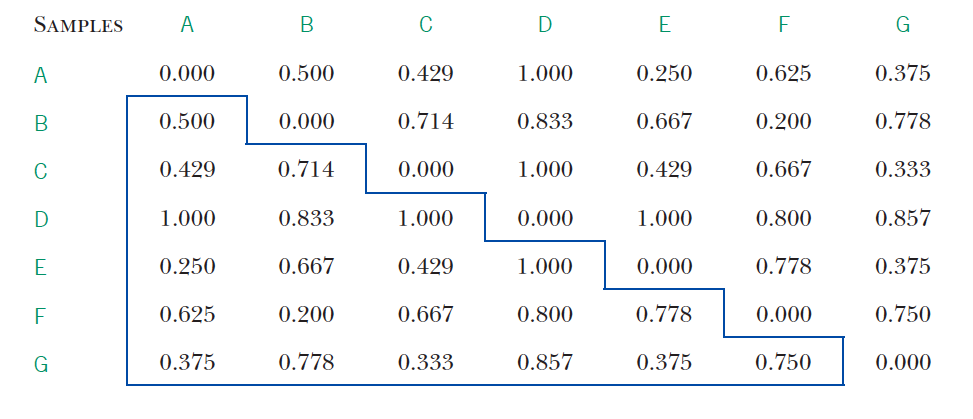 SAMPLES A B C D E F G
A 0.000 0.500 0.429 1.000 0.250 0.625 0.375
B 0.500 0.000 0.714 0.833 0.667 0.200 0.778
C 0.429 0.714 0.000 1.000 0.429 0.667 0.333
D 1.000 0.833 1.000 0.000 1.000 0.800 0.857
E 0.250 0.667 0.429 1.000 0.000 0.778 0.375
F 0.625 0.200 0.667 0.800 0.778 0.000 0.750
G 0.375 0.778 0.333 0.857 0.375 0.750 0.000